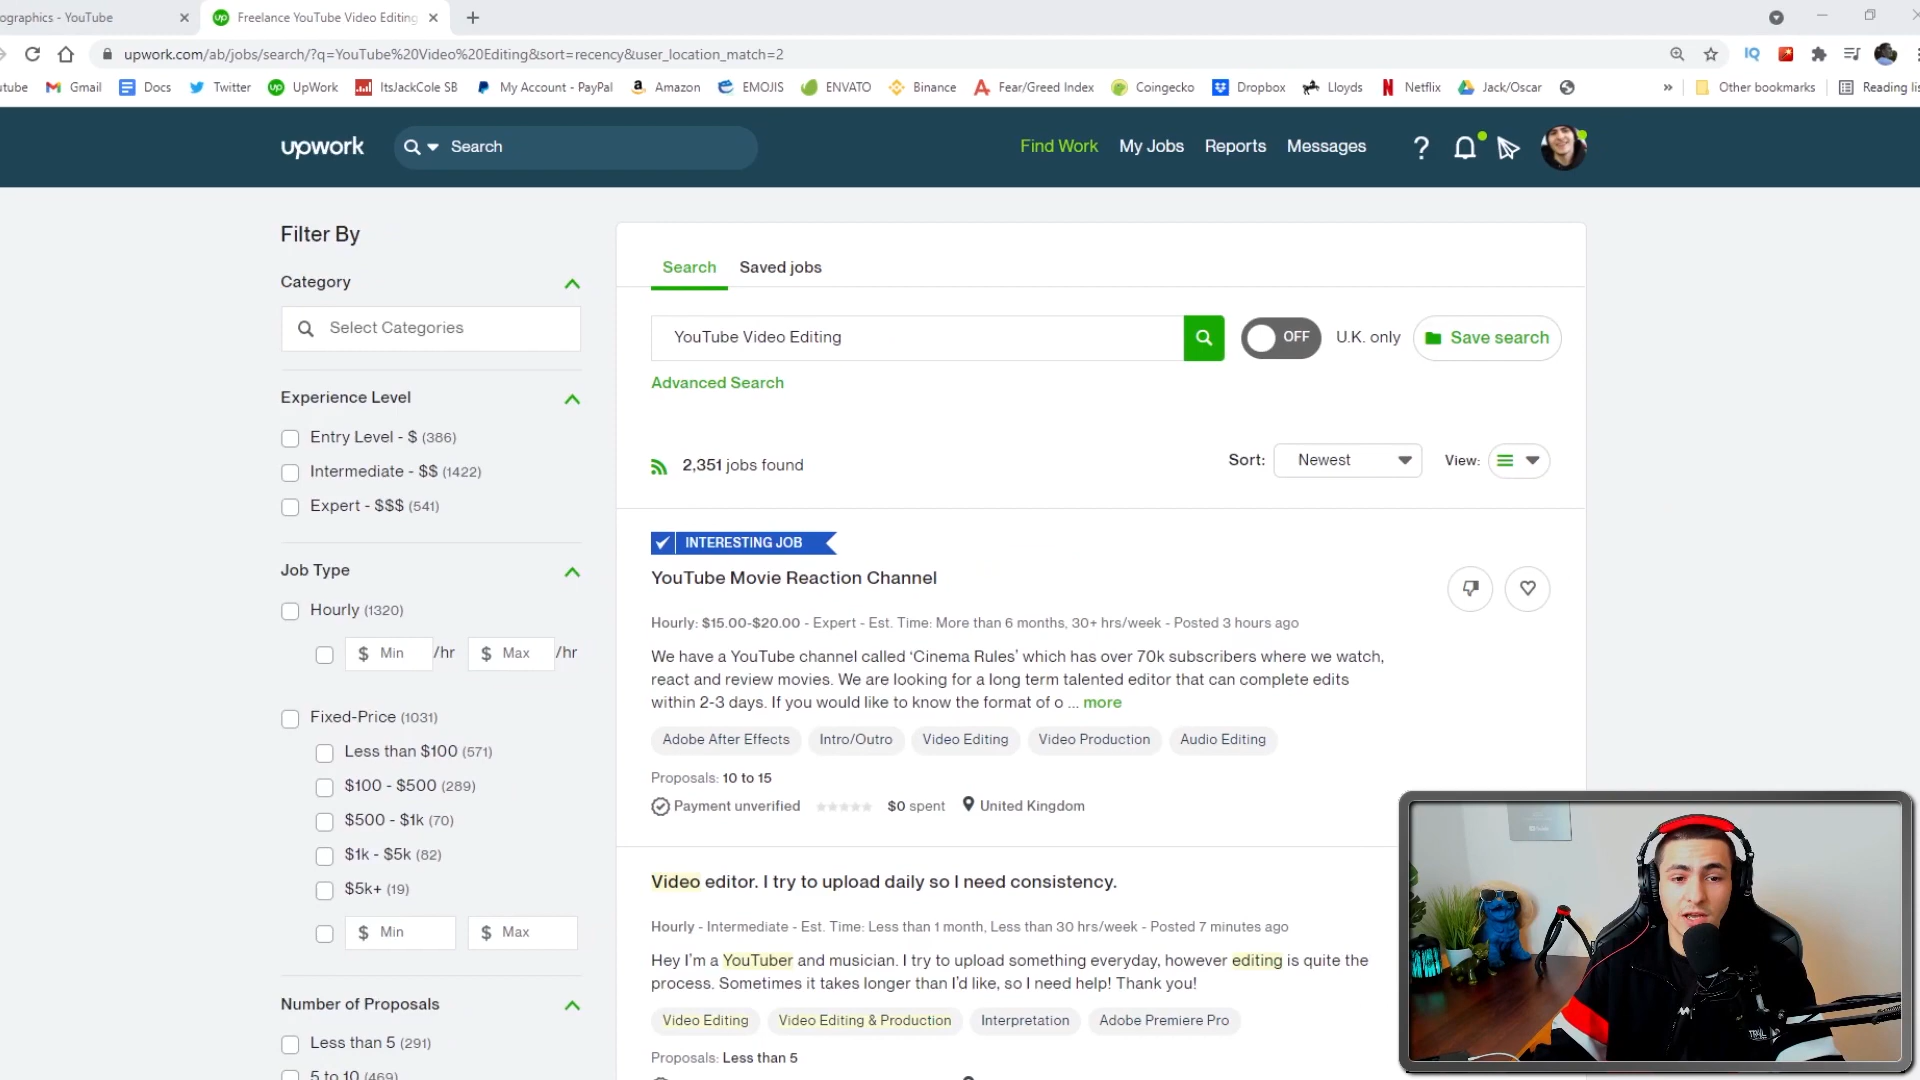 ographics - YouTube
Freelance YouTube Video Editing
upwork.com/ab/jobs/search/?q=YouTube%20Video%20Editing&sort=recency&user_location_match=2
utube Gmail Docs Twitter UpWork ItsJackCole SB My Account - PayPal Amazon EMOJIS ENVATO Binance Fear/Greed Index Coingecko Dropbox Lloyds Netflix Jack/Oscar » Other bookmarks Reading lis
upwork Search Find Work My Jobs Reports Messages ?
Filter By
Category
Select Categories
Experience Level
Entry Level - $ (386)
Intermediate - $$ (1422)
Expert - $$$ (541)
Job Type
Hourly (1320)
$ Min /hr $ Max /hr
Fixed-Price (1031)
Less than $100 (571)
$100 - $500 (289)
$500 - $1k (70)
$1k - $5k (82)
$5k+ (19)
$ Min $ Max
Number of Proposals
Less than 5 (291)
5 to 10 (469)
Search Saved jobs
YouTube Video Editing OFF U.K. only Save search
Advanced Search
2,351 jobs found Sort: Newest View:
INTERESTING JOB
YouTube Movie Reaction Channel
Hourly: $15.00-$20.00 - Expert - Est. Time: More than 6 months, 30+ hrs/week - Posted 3 hours ago
We have a YouTube channel called ‘Cinema Rules’ which has over 70k subscribers where we watch,
react and review movies. We are looking for a long term talented editor that can complete edits
within 2-3 days. If you would like to know the format of o ... more
Adobe After Effects Intro/Outro Video Editing Video Production Audio Editing
Proposals: 10 to 15
Payment unverified $0 spent United Kingdom
Video editor. I try to upload daily so I need consistency.
Hourly - Intermediate - Est. Time: Less than 1 month, Less than 30 hrs/week - Posted 7 minutes ago
Hey I’m a YouTuber and musician. I try to upload something everyday, however editing is quite the
process. Sometimes it takes longer than I’d like, so I need help! Thank you!
Video Editing Video Editing & Production Interpretation Adobe Premiere Pro
Proposals: Less than 5